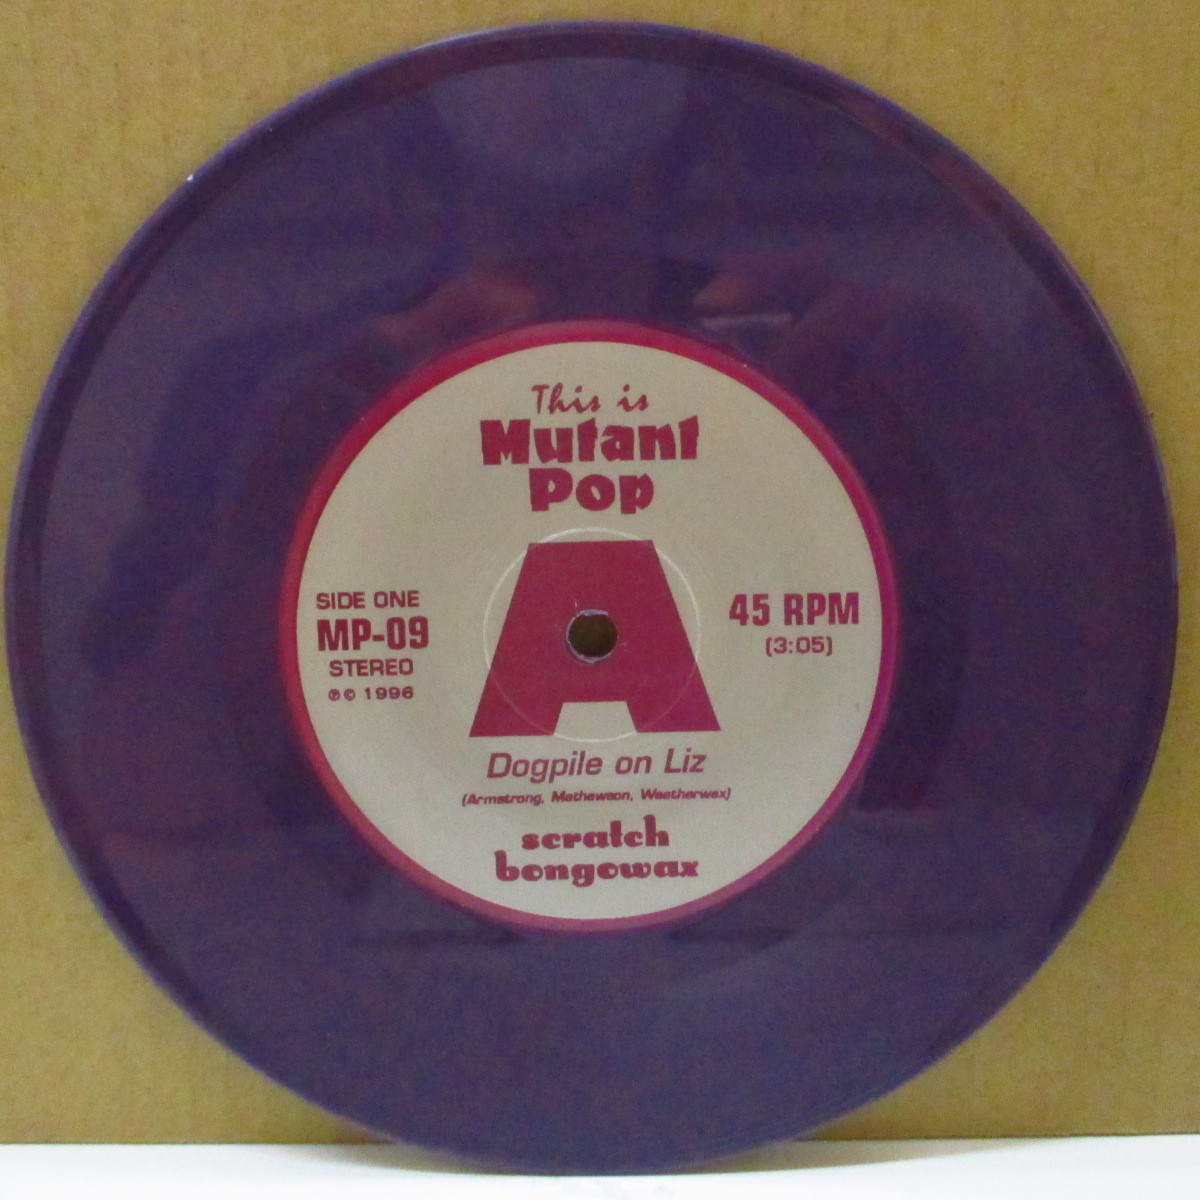 This is
Mutant
Pop
A
SIDE ONE
MP-09
STEREO
℗© 1996
45 RPM
(3:05)
Dogpile on Liz
(Armstrong, Mathewson, Weatherwax)
scratch
bongowax